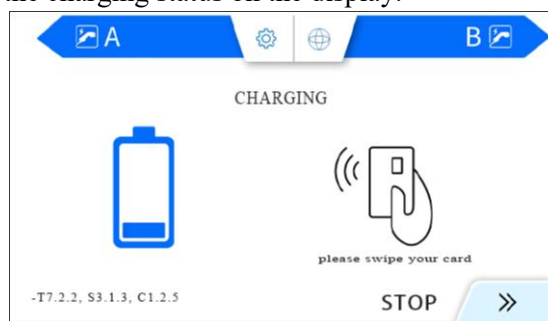 the charging status on the display.
A
B
CHARGING
please swipe your card
-T7.2.2, S3.1.3, C1.2.5
STOP